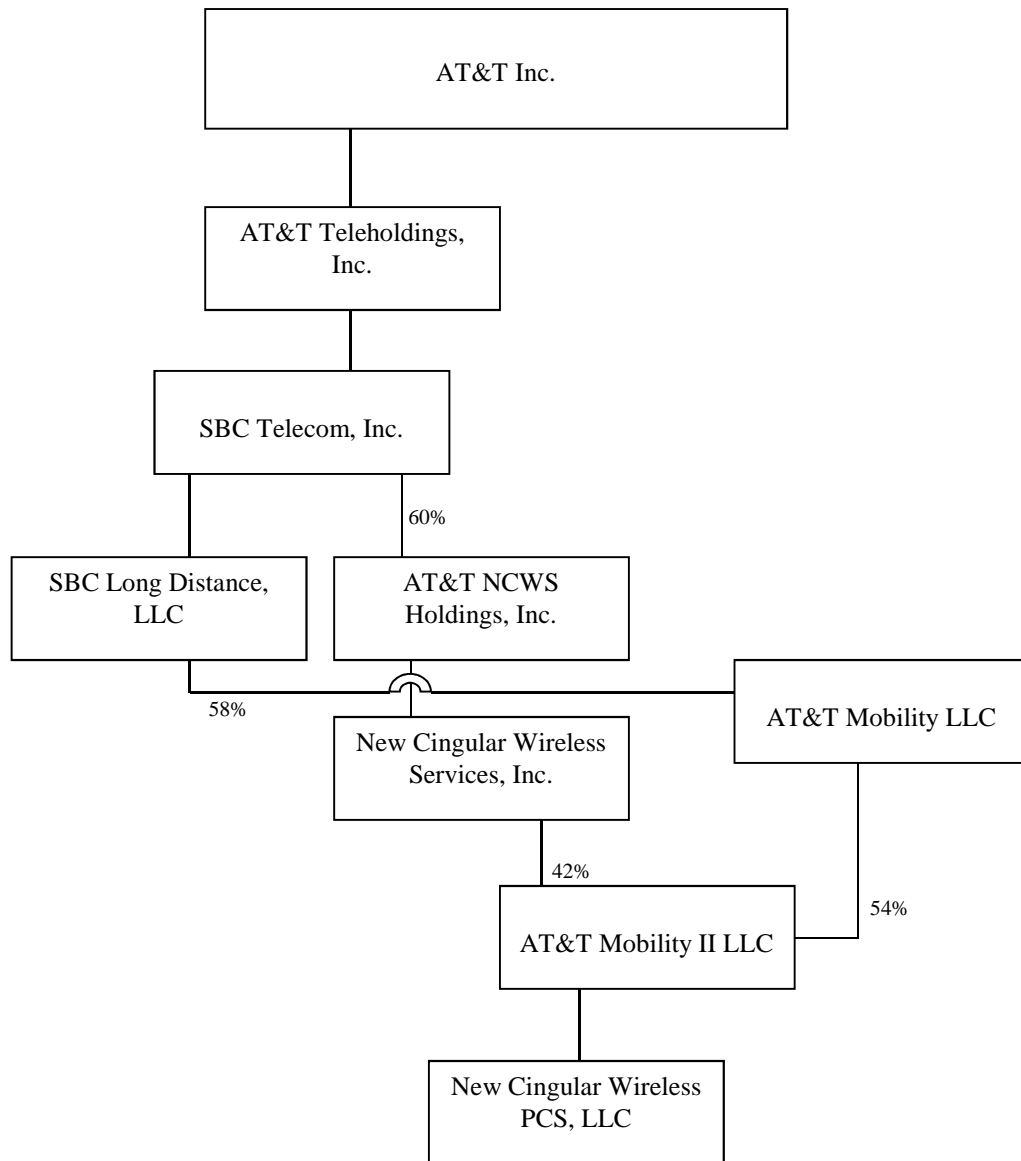 AT&T Inc.
AT&T Teleholdings,
Inc.
SBC Telecom, Inc.
60%
SBC Long Distance,
LLC
AT&T NCWS
Holdings, Inc.
58%
AT&T Mobility LLC
New Cingular Wireless
Services, Inc.
42%
54%
AT&T Mobility II LLC
New Cingular Wireless
PCS, LLC